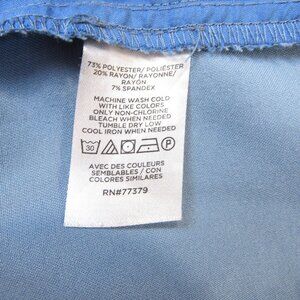 73% POLYESTER/ POLIÉSTER
20% RAYON/ RAYONNE/
RAYÓN
7% SPANDEX
MACHINE WASH COLD
WITH LIKE COLORS
ONLY NON-CHLORINE
BLEACH WHEN NEEDED
TUMBLE DRY LOW
COOL IRON WHEN NEEDED
30 P
AVEC DES COULEURS
SEMBLABLES / CON
COLORES SIMILARES
RN#77379